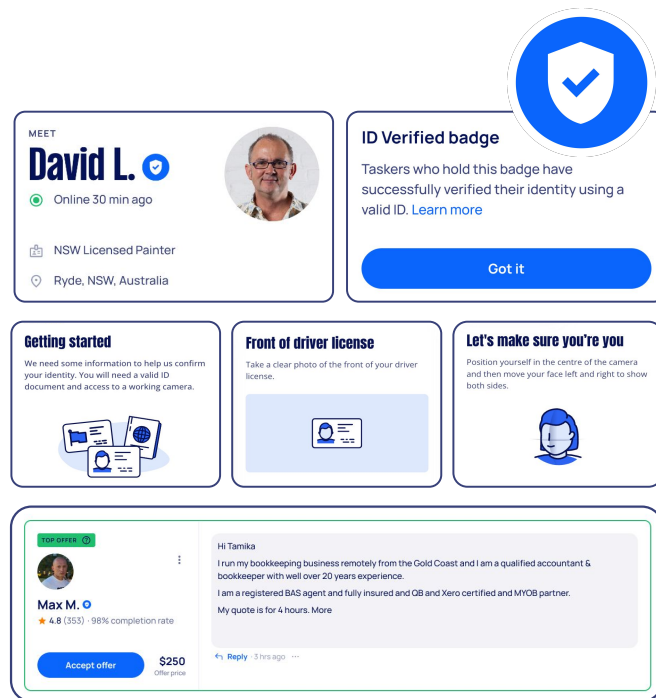 MEET
David L.
Online 30 min ago
NSW Licensed Painter
Ryde, NSW, Australia
ID Verified badge
Taskers who hold this badge have
successfully verified their identity using a
valid ID. Learn more
Got it
Getting started
We need some information to help us confirm
your identity. You will need a valid ID
document and access to a working camera.
Front of driver license
Take a clear photo of the front of your driver
license.
Let's make sure you're you
Position yourself in the centre of the camera
and then move your face left and right to show
both sides.
TOP OFFER ?
Max M.
4.8 (353) · 98% completion rate
Accept offer
$250
Offer price
Hi Tamika
I run my bookkeeping business remotely from the Gold Coast and I am a qualified accountant &
bookkeeper with well over 20 years experience.
I am a registered BAS agent and fully insured and QB and Xero certified and MYOB partner.
My quote is for 4 hours. More
Reply · 3 hrs ago ···